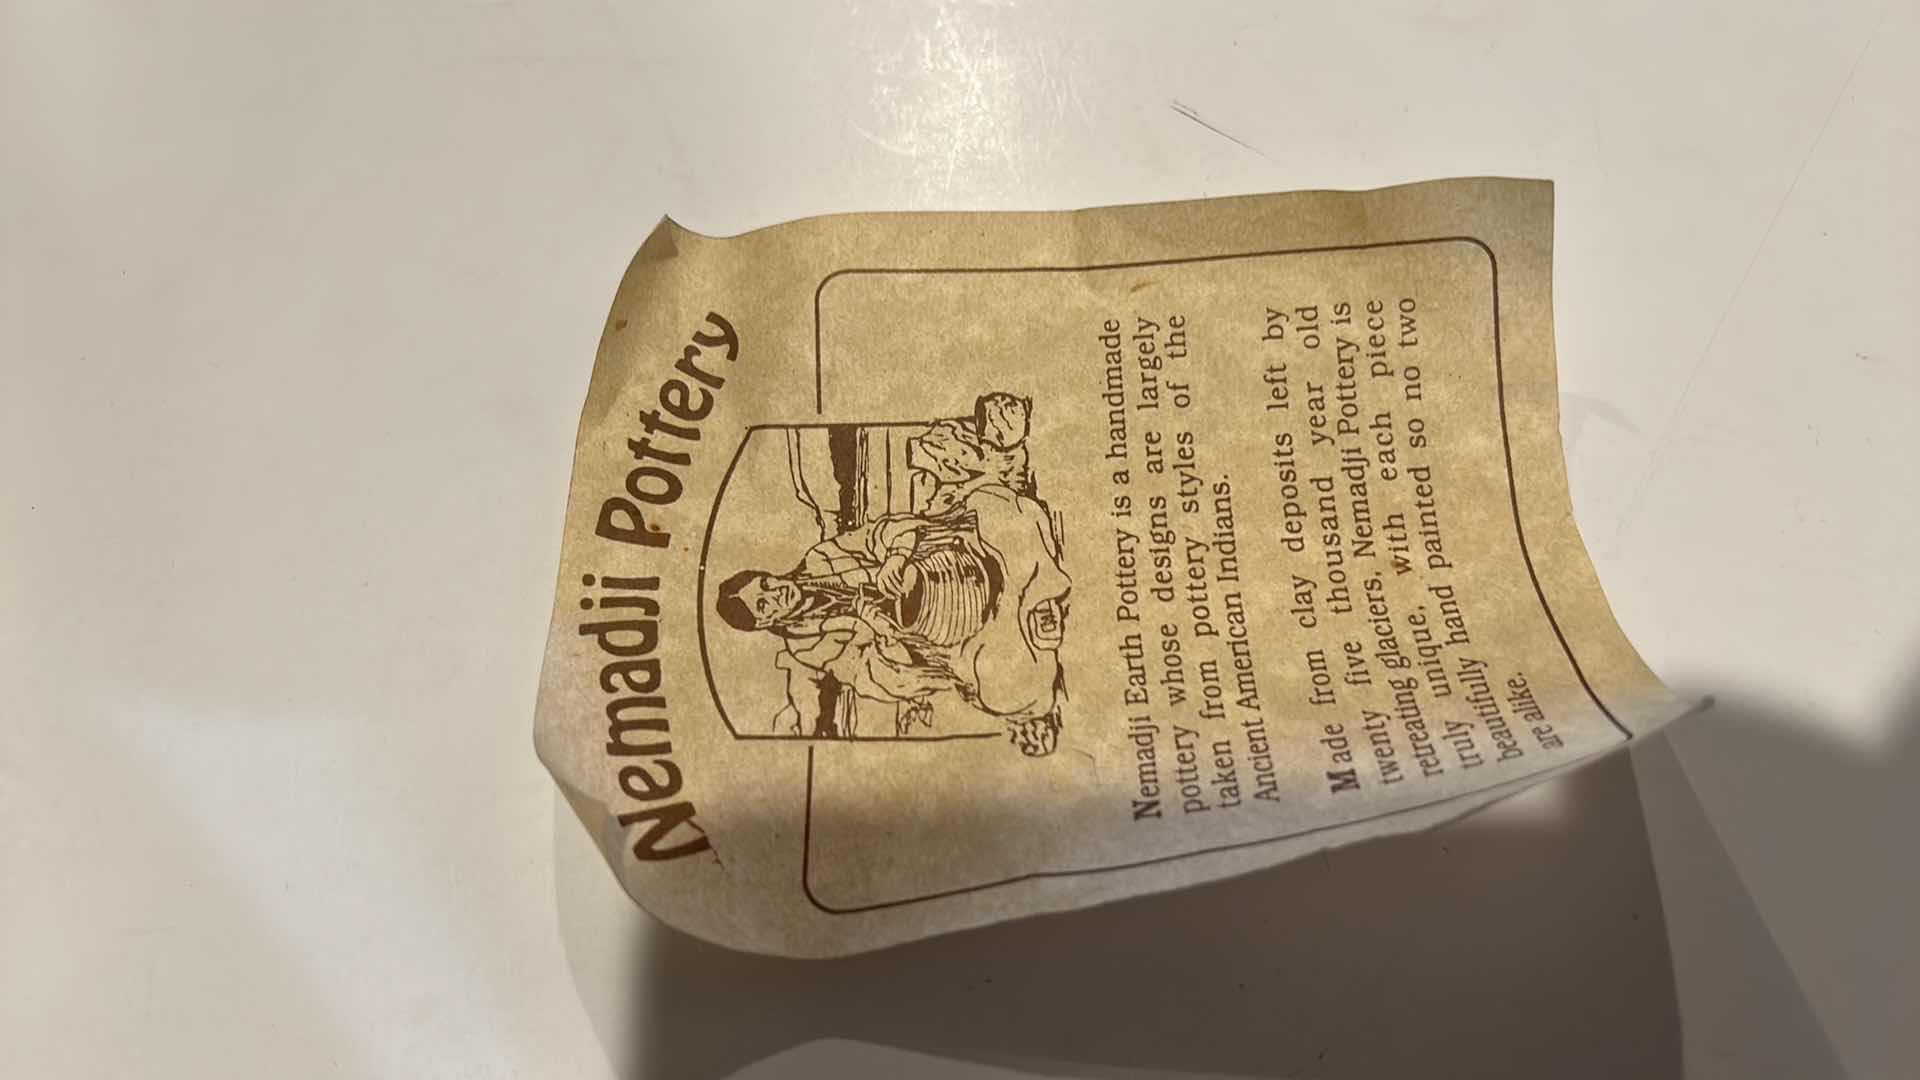 Nemadji Pottery
Nemadji Earth Pottery is a handmade
pottery whose designs are largely
taken from pottery styles of the
Ancient American Indians.
Made from clay deposits left by
twenty five thousand year old
retreating glaciers, Nemadji Pottery is
truly unique, with each piece
beautifully hand painted so no two
are alike.